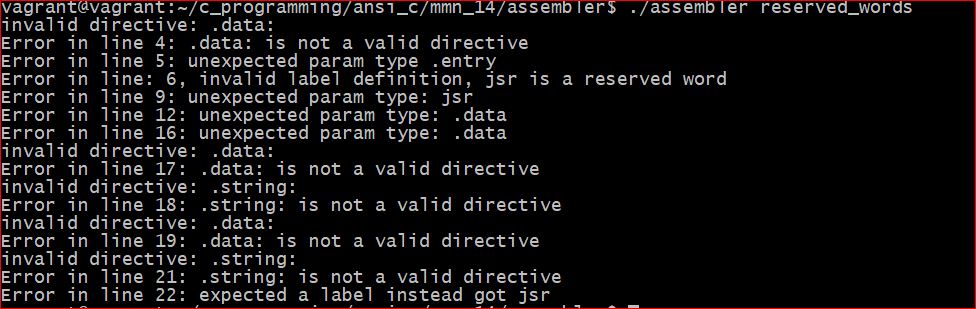 vagrant@vagrant:~/c_programming/ansi_c/mmn_14/assembler$ ./assembler reserved_words
invalid directive: .data:
Error in line 4: .data: is not a valid directive
Error in line 5: unexpected param type .entry
Error in line: 6, invalid label definition, jsr is a reserved word
Error in line 9: unexpected param type: jsr
Error in line 12: unexpected param type: .data
Error in line 16: unexpected param type: .data
invalid directive: .data:
Error in line 17: .data: is not a valid directive
invalid directive: .string:
Error in line 18: .string: is not a valid directive
invalid directive: .data:
Error in line 19: .data: is not a valid directive
invalid directive: .string:
Error in line 21: .string: is not a valid directive
Error in line 22: expected a label instead got jsr